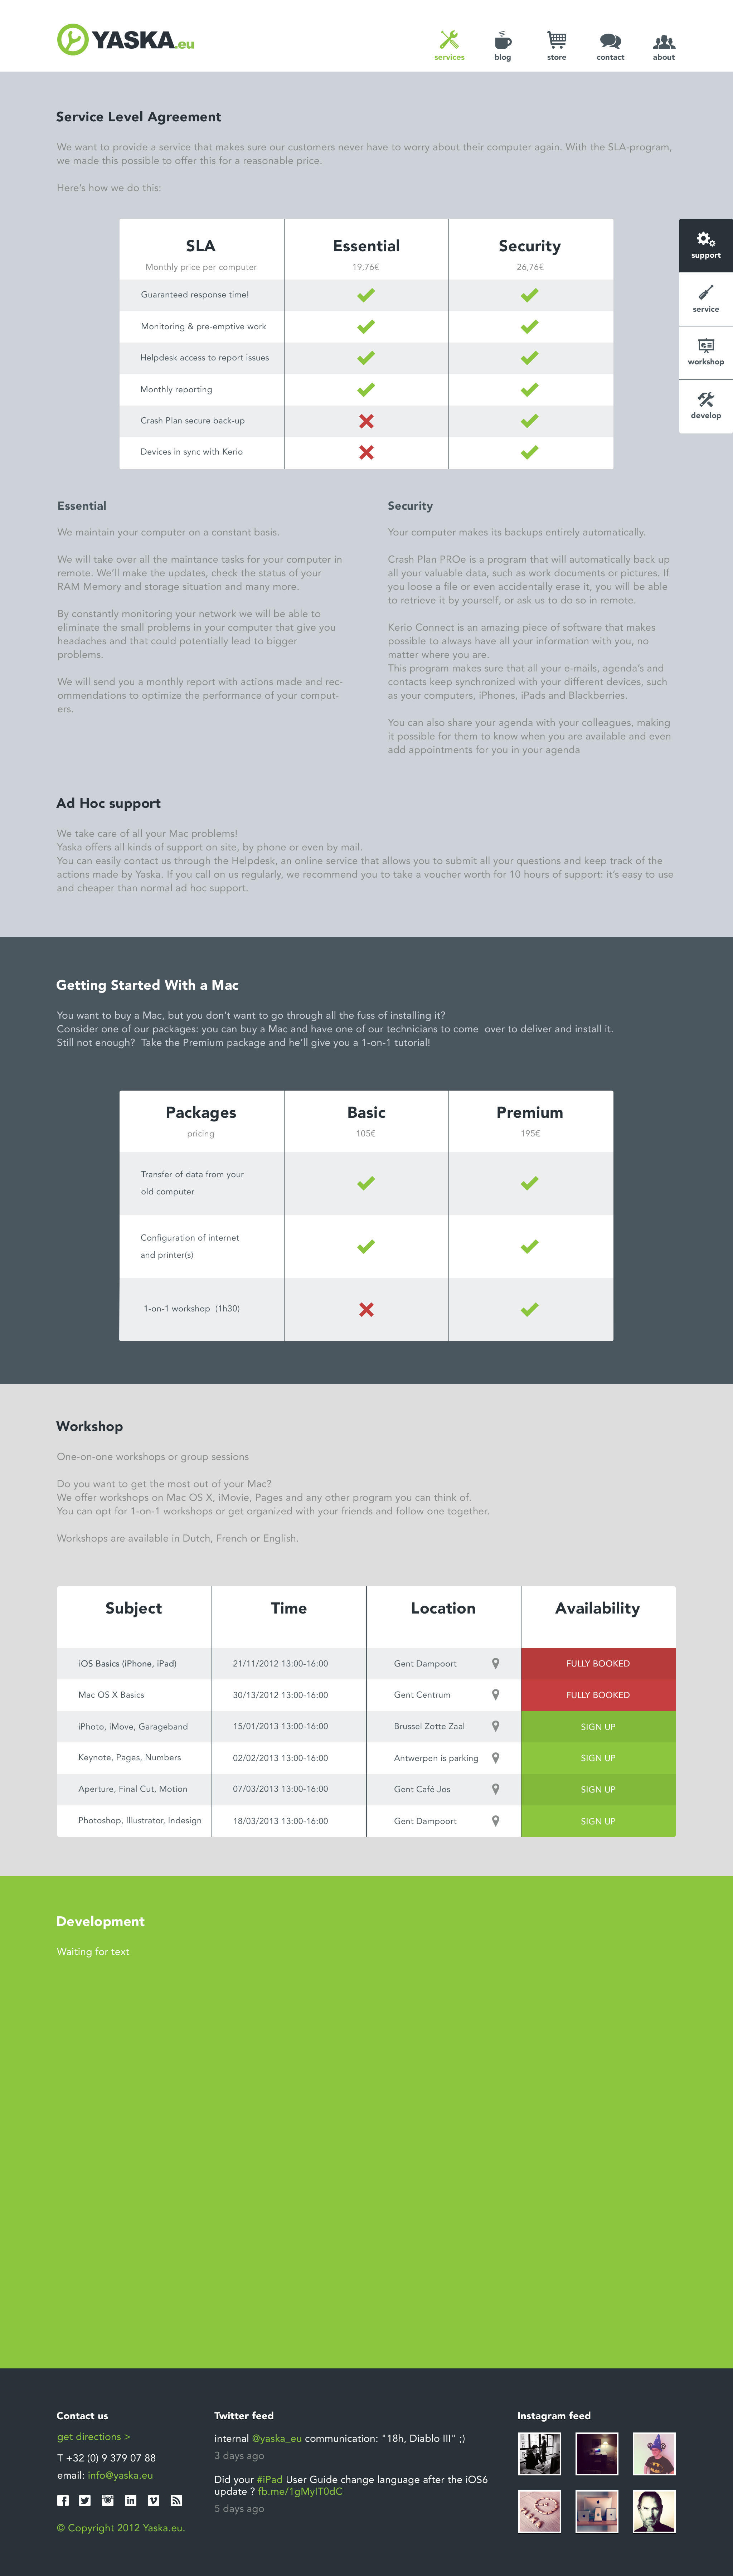 YASKA.eu
services
blog
store
contact
about
Service Level Agreement
We want to provide a service that makes sure our customers never have to worry about their computer again. With the SLA-program,
we made this possible to offer this for a reasonable price.
Here's how we do this:
support
service
workshop
develop
SLA
Essential
Security
Monthly price per computer
19,76€
26,76€
Guaranteed response time!
Monitoring & pre-emptive work
Helpdesk access to report issues
Monthly reporting
Crash Plan secure back-up
Devices in sync with Kerio
Essential
We maintain your computer on a constant basis.
We will take over all the maintance tasks for your computer in
remote. We'll make the updates, check the status of your
RAM Memory and storage situation and many more.
By constantly monitoring your network we will be able to
eliminate the small problems in your computer that give you
headaches and that could potentially lead to bigger
problems.
We will send you a monthly report with actions made and rec-
ommendations to optimize the performance of your comput-
ers.
Security
Your computer makes its backups entirely automatically.
Crash Plan PROe is a program that will automatically back up
all your valuable data, such as work documents or pictures. If
you loose a file or even accidentally erase it, you will be able
to retrieve it by yourself, or ask us to do so in remote.
Kerio Connect is an amazing piece of software that makes
possible to always have all your information with you, no
matter where you are.
This program makes sure that all your e-mails, agenda's and
contacts keep synchronized with your different devices, such
as your computers, iPhones, iPads and Blackberries.
You can also share your agenda with your colleagues, making
it possible for them to know when you are available and even
add appointments for you in your agenda
Ad Hoc support
We take care of all your Mac problems!
Yaska offers all kinds of support on site, by phone or even by mail.
You can easily contact us through the Helpdesk, an online service that allows you to submit all your questions and keep track of the
actions made by Yaska. If you call on us regularly, we recommend you to take a voucher worth for 10 hours of support: it's easy to use
and cheaper than normal ad hoc support.
Getting Started With a Mac
You want to buy a Mac, but you don't want to go through all the fuss of installing it?
Consider one of our packages: you can buy a Mac and have one of our technicians to come over to deliver and install it.
Still not enough? Take the Premium package and he'll give you a 1-on-1 tutorial!
Packages
Basic
Premium
pricing
105€
195€
Transfer of data from your
old computer
Configuration of internet
and printer(s)
1-on-1 workshop (1h30)
Workshop
One-on-one workshops or group sessions
Do you want to get the most out of your Mac?
We offer workshops on Mac OS X, iMovie, Pages and any other program you can think of.
You can opt for 1-on-1 workshops or get organized with your friends and follow one together.
Workshops are available in Dutch, French or English.
Subject
Time
Location
Availability
iOS Basics (iPhone, iPad)
21/11/2012 13:00-16:00
Gent Dampoort
FULLY BOOKED
Mac OS X Basics
30/13/2012 13:00-16:00
Gent Centrum
FULLY BOOKED
iPhoto, iMove, Garageband
15/01/2013 13:00-16:00
Brussel Zotte Zaal
SIGN UP
Keynote, Pages, Numbers
02/02/2013 13:00-16:00
Antwerpen is parking
SIGN UP
Aperture, Final Cut, Motion
07/03/2013 13:00-16:00
Gent Café Jos
SIGN UP
Photoshop, Illustrator, Indesign
18/03/2013 13:00-16:00
Gent Dampoort
SIGN UP
Development
Waiting for text
Contact us
get directions >
T +32 (0) 9 379 07 88
email: info@yaska.eu
© Copyright 2012 Yaska.eu.
Twitter feed
internal @yaska_eu communication: "18h, Diablo III" ;)
3 days ago
Did your #iPad User Guide change language after the iOS6
update ? fb.me/1gMyIT0dC
5 days ago
Instagram feed